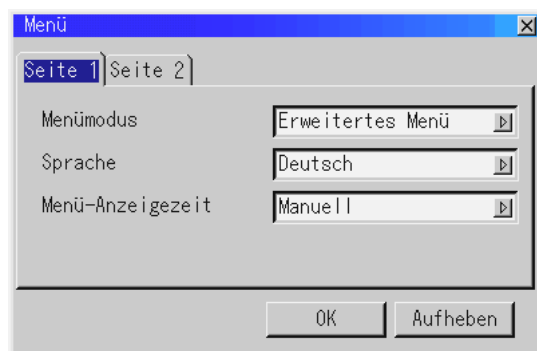 Menü
Seite 1 Seite 2
Menümodus Erweitertes Menü
Sprache Deutsch
Menü-Anzeigezeit Manuell
OK Aufheben